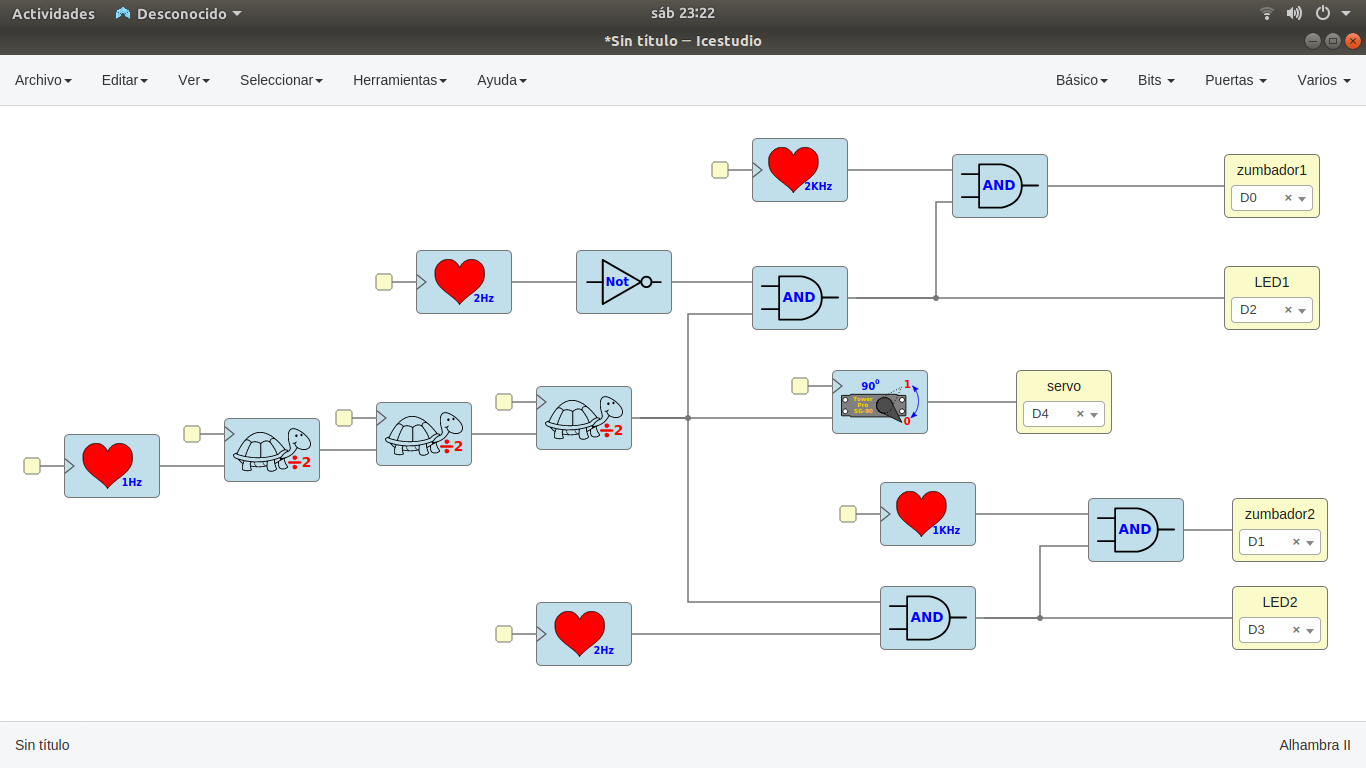 Actividades Desconocido sáb 23:22
*Sin título — Icestudio
Archivo Editar Ver Seleccionar Herramientas Ayuda Básico Bits Puertas Varios
2KHz
AND
zumbador1
D0 ×
2Hz
Not
AND
LED1
D2 ×
90⁰ 1
Tower
Pro
SG-90
0
servo
D4 ×
÷2
÷2
÷2
1Hz
1KHz
AND
zumbador2
D1 ×
2Hz
AND
LED2
D3 ×
Sin título Alhambra II